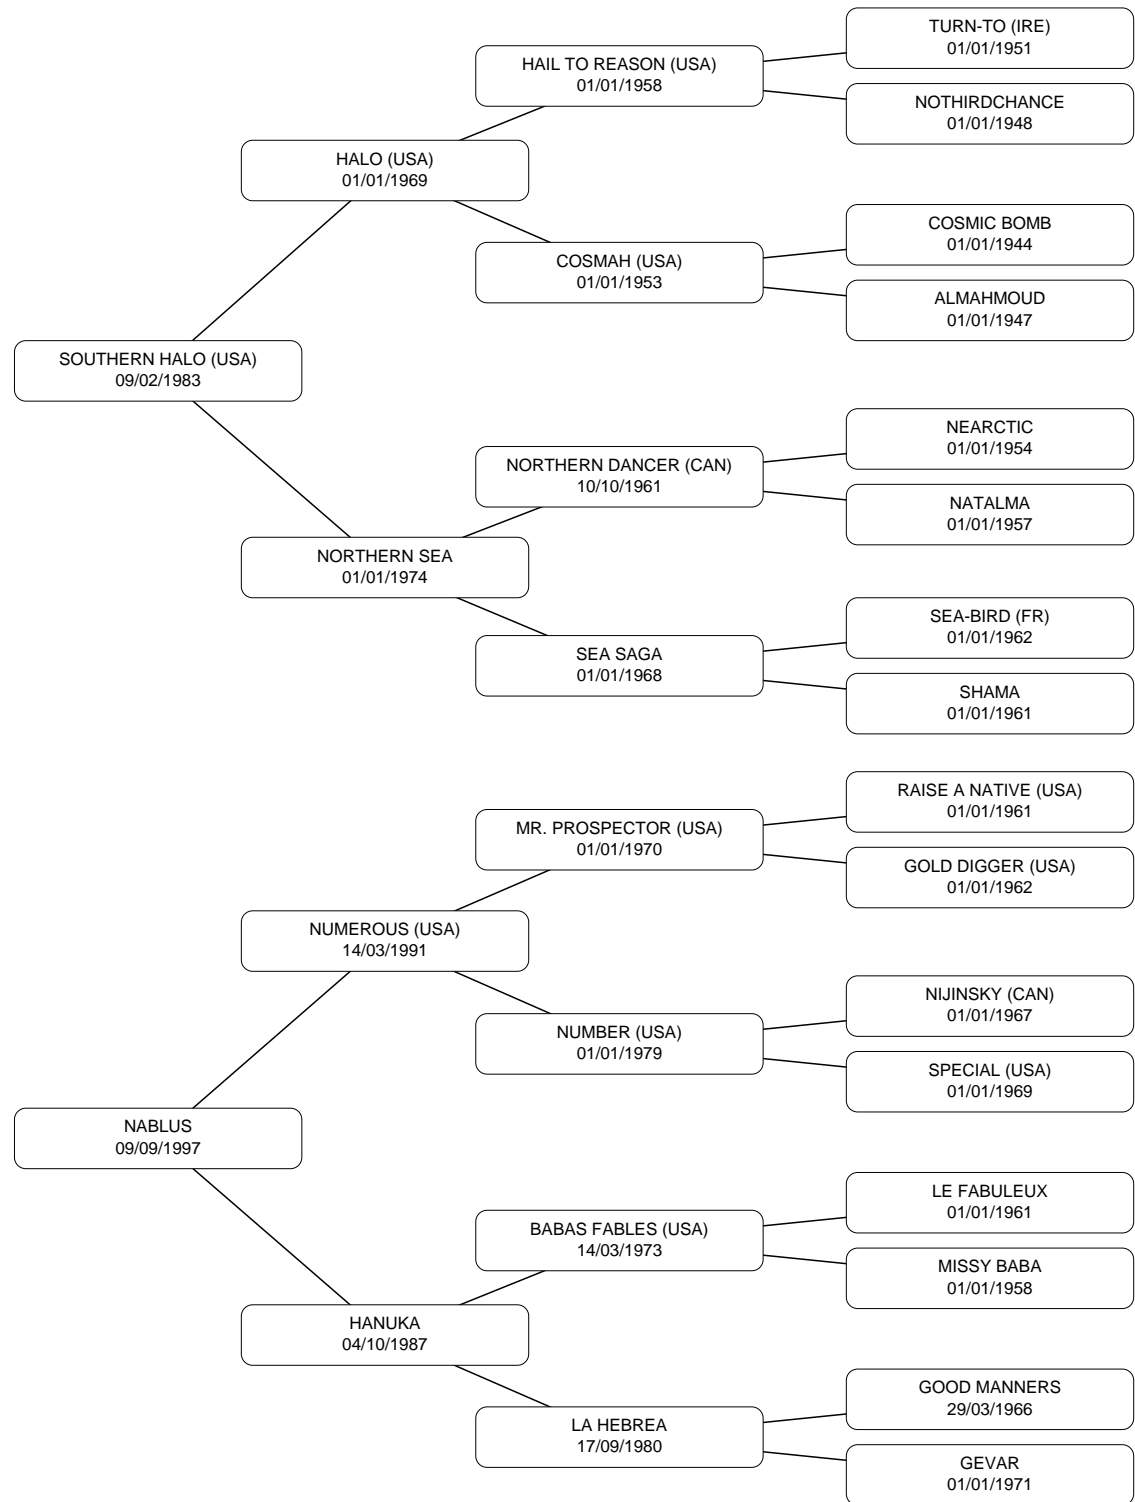 TURN-TO (IRE)
01/01/1951
HAIL TO REASON (USA)
01/01/1958
NOTHIRDCHANCE
01/01/1948
HALO (USA)
01/01/1969
COSMIC BOMB
01/01/1944
COSMAH (USA)
01/01/1953
ALMAHMOUD
01/01/1947
SOUTHERN HALO (USA)
09/02/1983
NEARCTIC
01/01/1954
NORTHERN DANCER (CAN)
10/10/1961
NATALMA
01/01/1957
NORTHERN SEA
01/01/1974
SEA-BIRD (FR)
01/01/1962
SEA SAGA
01/01/1968
SHAMA
01/01/1961
RAISE A NATIVE (USA)
01/01/1961
MR. PROSPECTOR (USA)
01/01/1970
GOLD DIGGER (USA)
01/01/1962
NUMEROUS (USA)
14/03/1991
NIJINSKY (CAN)
01/01/1967
NUMBER (USA)
01/01/1979
SPECIAL (USA)
01/01/1969
NABLUS
09/09/1997
LE FABULEUX
01/01/1961
BABAS FABLES (USA)
14/03/1973
MISSY BABA
01/01/1958
HANUKA
04/10/1987
GOOD MANNERS
29/03/1966
LA HEBREA
17/09/1980
GEVAR
01/01/1971